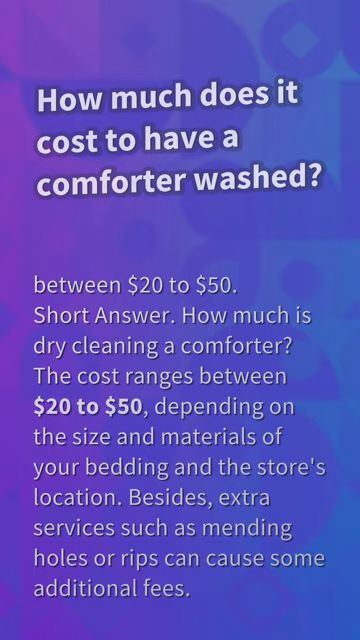 How much does it
cost to have a
comforter washed?
between $20 to $50.
Short Answer. How much is
dry cleaning a comforter?
The cost ranges between
$20 to $50, depending on
the size and materials of
your bedding and the store's
location. Besides, extra
services such as mending
holes or rips can cause some
additional fees.